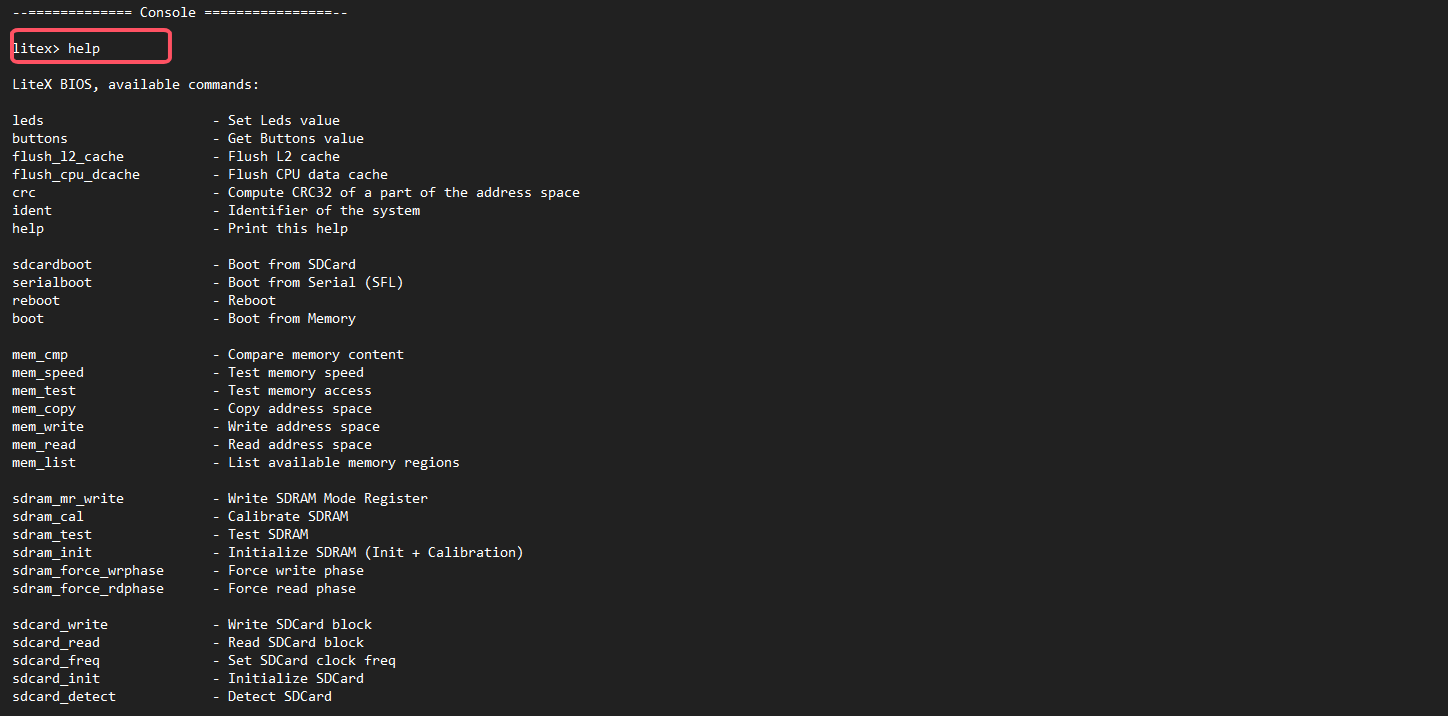 --============= Console ================--
litex> help
LiteX BIOS, available commands:
leds                     - Set Leds value
buttons                  - Get Buttons value
flush_l2_cache           - Flush L2 cache
flush_cpu_dcache         - Flush CPU data cache
crc                      - Compute CRC32 of a part of the address space
ident                    - Identifier of the system
help                     - Print this help
sdcardboot               - Boot from SDCard
serialboot               - Boot from Serial (SFL)
reboot                   - Reboot
boot                     - Boot from Memory
mem_cmp                  - Compare memory content
mem_speed                - Test memory speed
mem_test                 - Test memory access
mem_copy                 - Copy address space
mem_write                - Write address space
mem_read                 - Read address space
mem_list                 - List available memory regions
sdram_mr_write           - Write SDRAM Mode Register
sdram_cal                - Calibrate SDRAM
sdram_test               - Test SDRAM
sdram_init               - Initialize SDRAM (Init + Calibration)
sdram_force_wrphase      - Force write phase
sdram_force_rdphase      - Force read phase
sdcard_write             - Write SDCard block
sdcard_read              - Read SDCard block
sdcard_freq              - Set SDCard clock freq
sdcard_init              - Initialize SDCard
sdcard_detect            - Detect SDCard